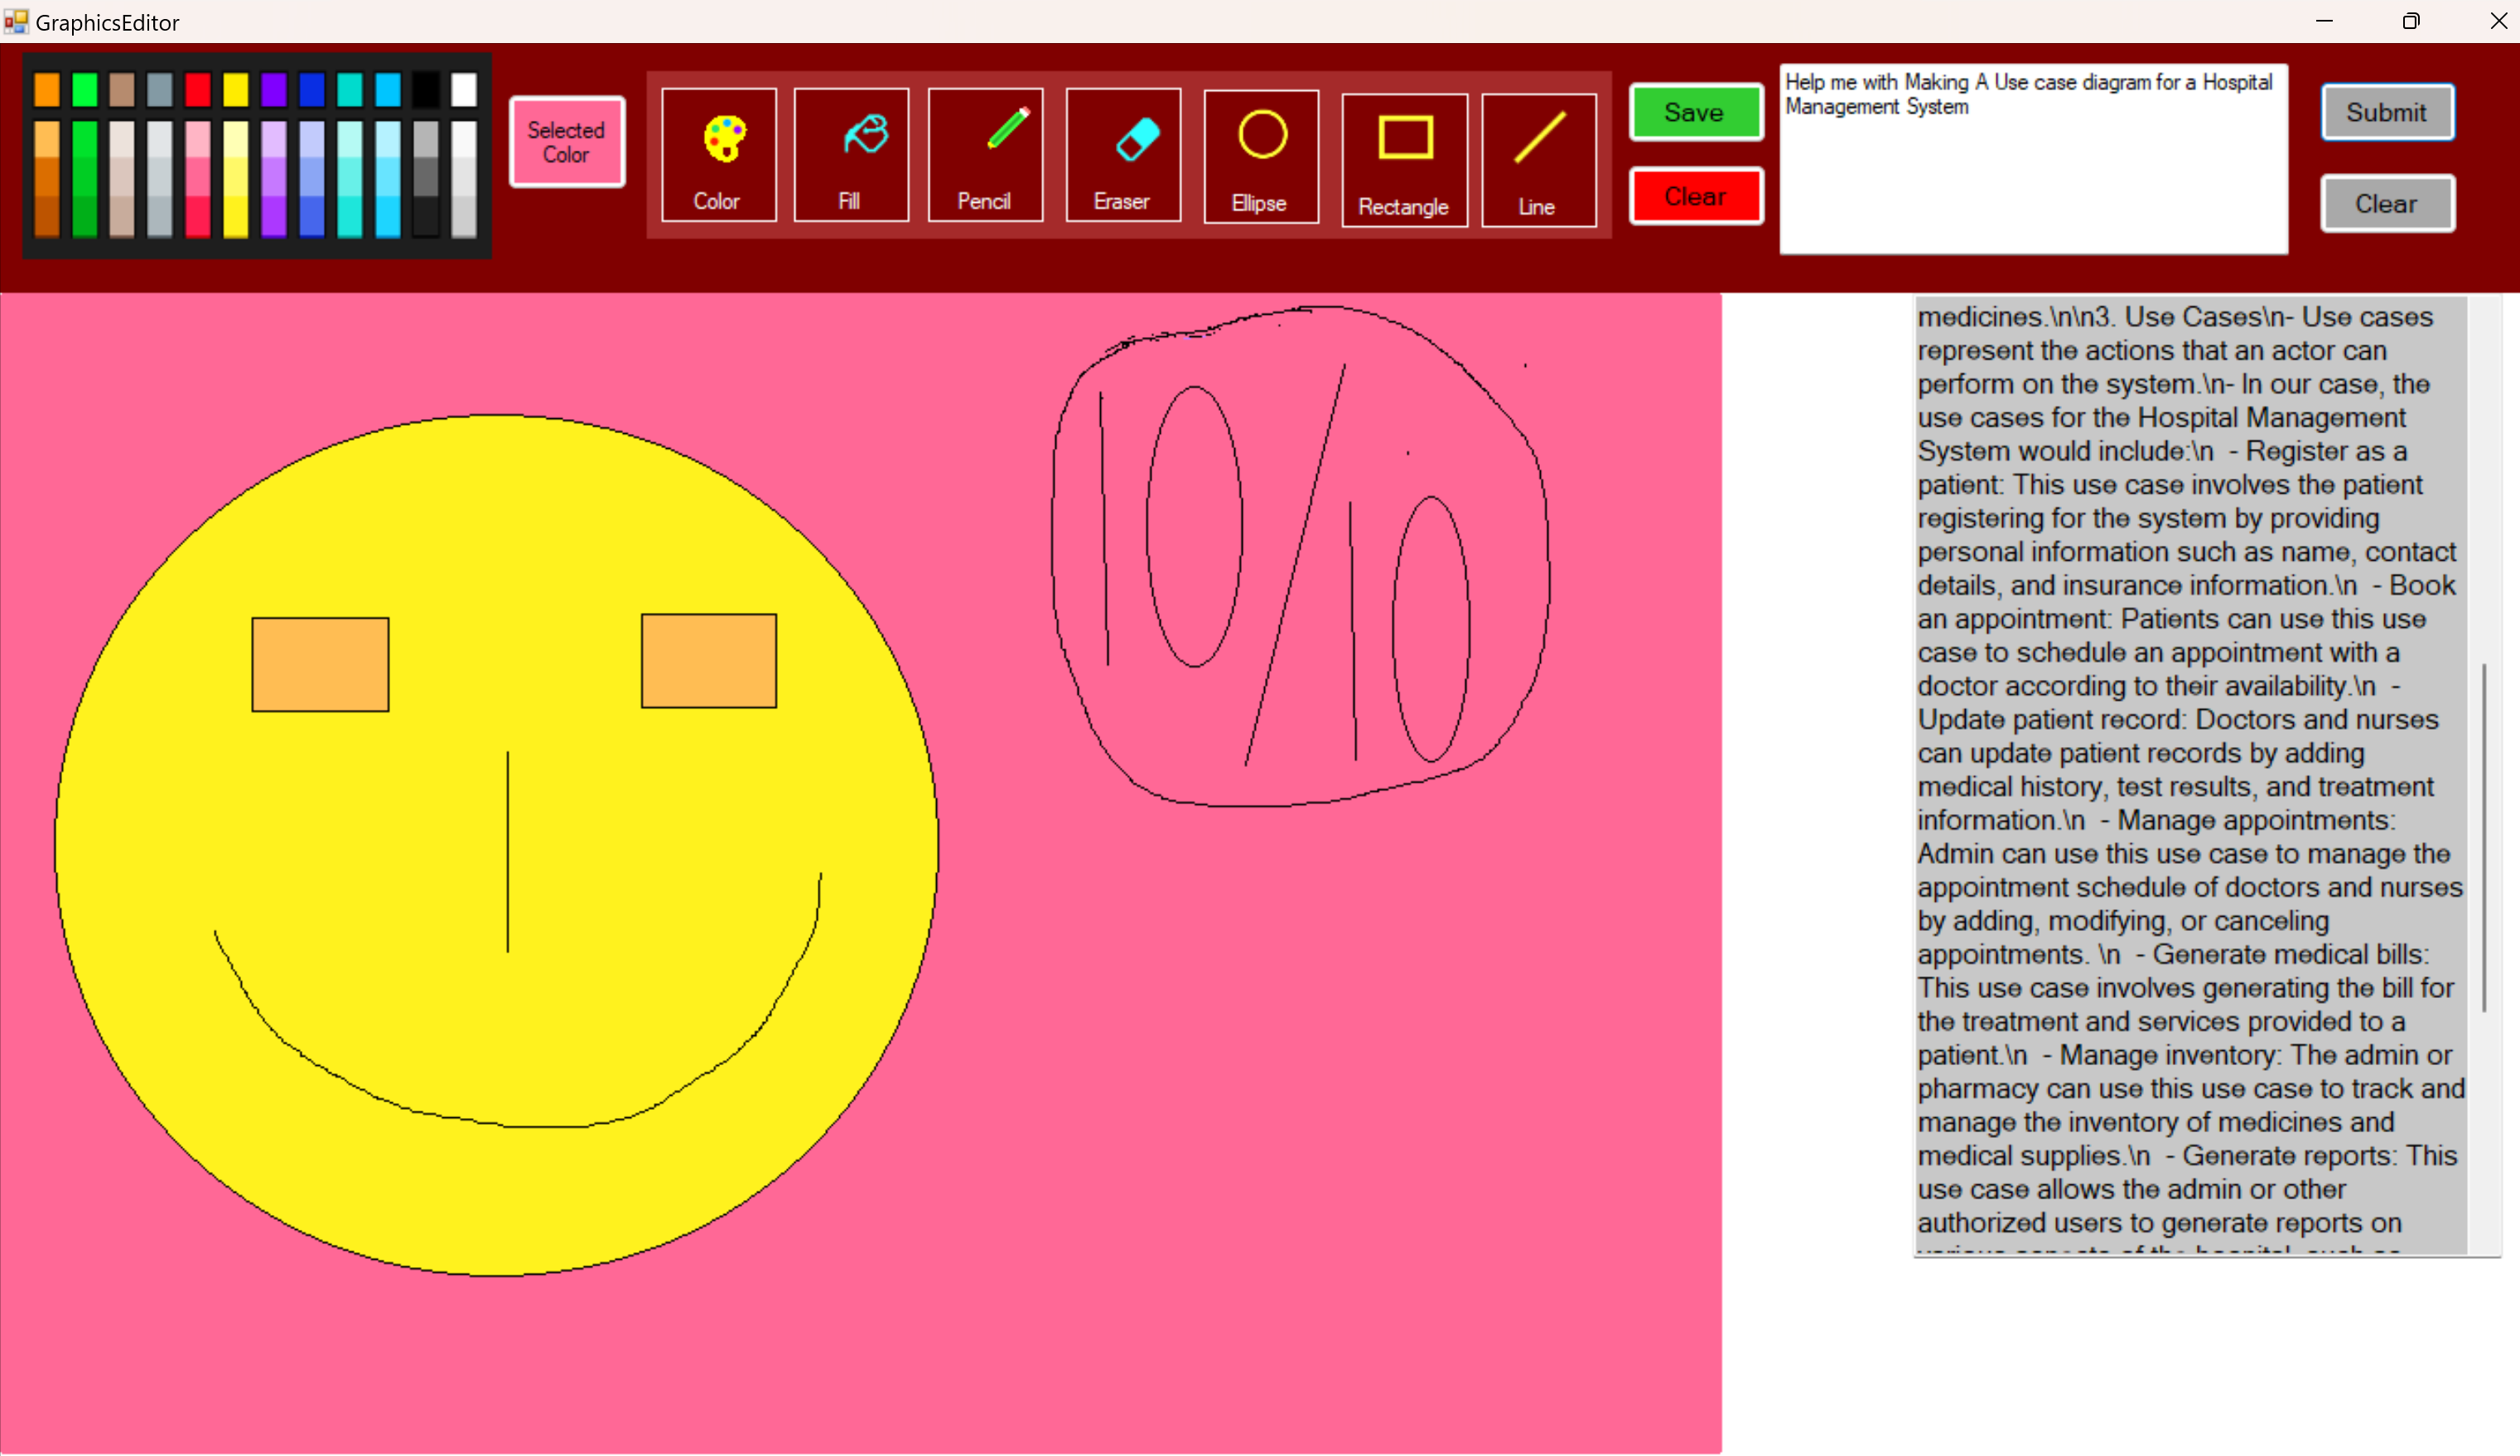 GraphicsEditor
Selected
Color
Color
Fill
Pencil
Eraser
Ellipse
Rectangle
Line
Save
Clear
Help me with Making A Use case diagram for a Hospital
Management System
Submit
Clear
10/10
medicines.\n\n3. Use Cases\n- Use cases
represent the actions that an actor can
perform on the system.\n- In our case, the
use cases for the Hospital Management
System would include:\n  - Register as a
patient: This use case involves the patient
registering for the system by providing
personal information such as name, contact
details, and insurance information.\n  - Book
an appointment: Patients can use this use
case to schedule an appointment with a
doctor according to their availability.\n  -
Update patient record: Doctors and nurses
can update patient records by adding
medical history, test results, and treatment
information.\n  - Manage appointments:
Admin can use this use case to manage the
appointment schedule of doctors and nurses
by adding, modifying, or canceling
appointments. \n  - Generate medical bills:
This use case involves generating the bill for
the treatment and services provided to a
patient.\n  - Manage inventory: The admin or
pharmacy can use this use case to track and
manage the inventory of medicines and
medical supplies.\n  - Generate reports: This
use case allows the admin or other
authorized users to generate reports on